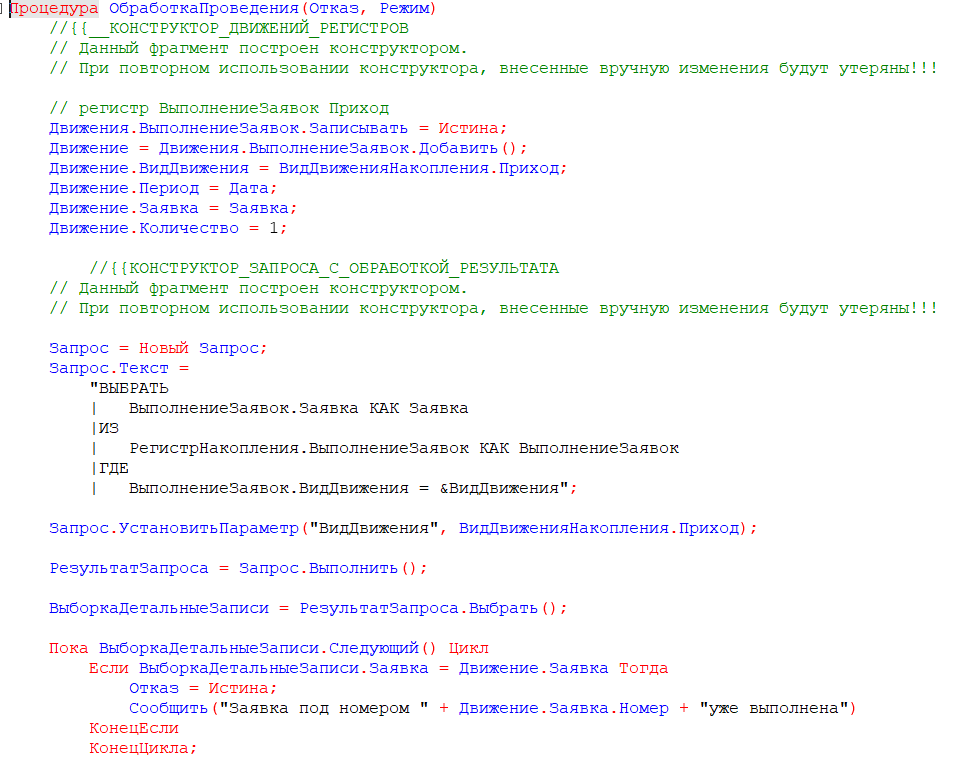 Процедура ОбработкаПроведения(Отказ, Режим)
//{{__КОНСТРУКТОР_ДВИЖЕНИЙ_РЕГИСТРОВ
// Данный фрагмент построен конструктором.
// При повторном использовании конструктора, внесенные вручную изменения будут утеряны!!!
// регистр ВыполнениеЗаявок Приход
Движения.ВыполнениеЗаявок.Записывать = Истина;
Движение = Движения.ВыполнениеЗаявок.Добавить();
Движение.ВидДвижения = ВидДвиженияНакопления.Приход;
Движение.Период = Дата;
Движение.Заявка = Заявка;
Движение.Количество = 1;
//{{КОНСТРУКТОР_ЗАПРОСА_С_ОБРАБОТКОЙ_РЕЗУЛЬТАТА
// Данный фрагмент построен конструктором.
// При повторном использовании конструктора, внесенные вручную изменения будут утеряны!!!
Запрос = Новый Запрос;
Запрос.Текст =
"ВЫБРАТЬ
|   ВыполнениеЗаявок.Заявка КАК Заявка
|ИЗ
|   РегистрНакопления.ВыполнениеЗаявок КАК ВыполнениеЗаявок
|ГДЕ
|   ВыполнениеЗаявок.ВидДвижения = &ВидДвижения";
Запрос.УстановитьПараметр("ВидДвижения", ВидДвиженияНакопления.Приход);
РезультатЗапроса = Запрос.Выполнить();
ВыборкаДетальныеЗаписи = РезультатЗапроса.Выбрать();
Пока ВыборкаДетальныеЗаписи.Следующий() Цикл
Если ВыборкаДетальныеЗаписи.Заявка = Движение.Заявка Тогда
Отказ = Истина;
Сообщить("Заявка под номером " + Движение.Заявка.Номер + "уже выполнена")
КонецЕсли
КонецЦикла;